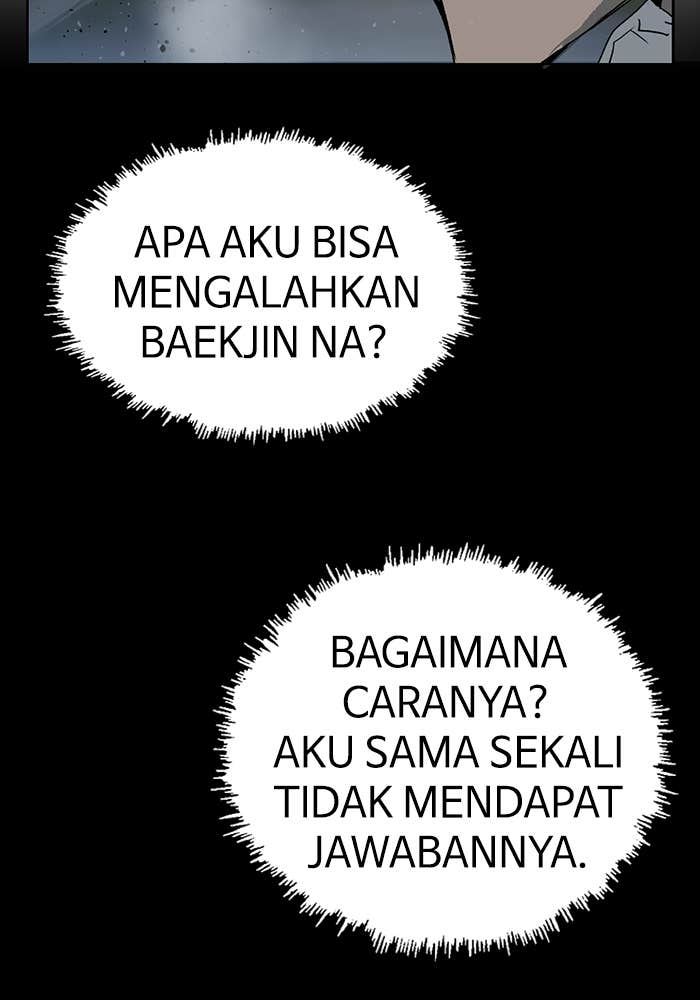 APA AKU BISA
MENGALAHKAN
BAEKJIN NA?
BAGAIMANA
CARANYA?
AKU SAMA SEKALI
TIDAK MENDAPAT
JAWABANNYA.